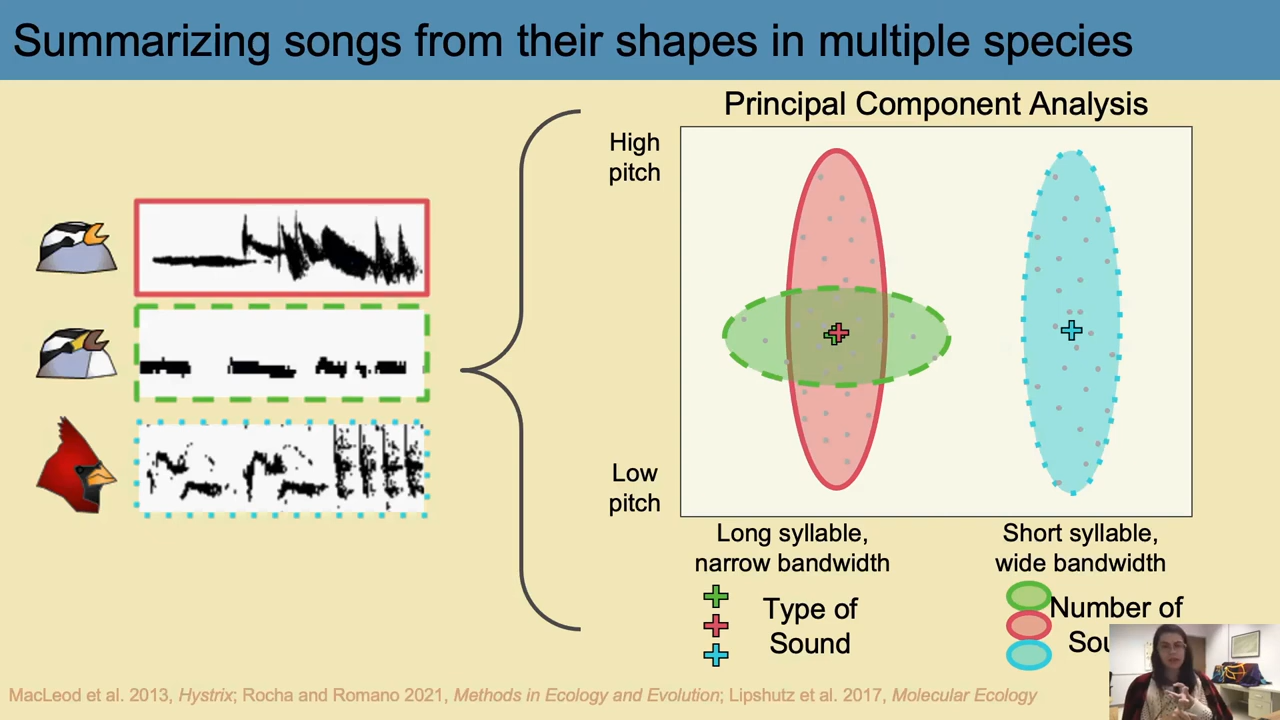 Summarizing songs from their shapes in multiple species
Principal Component Analysis
High
pitch
Low
pitch
Long syllable,
narrow bandwidth
Short syllable,
wide bandwidth
Type of
Sound
Number of
MacLeod et al. 2013, Hystrix; Rocha and Romano 2021, Methods in Ecology and Evolution; Lipshutz et al. 2017, Molecular Ecology